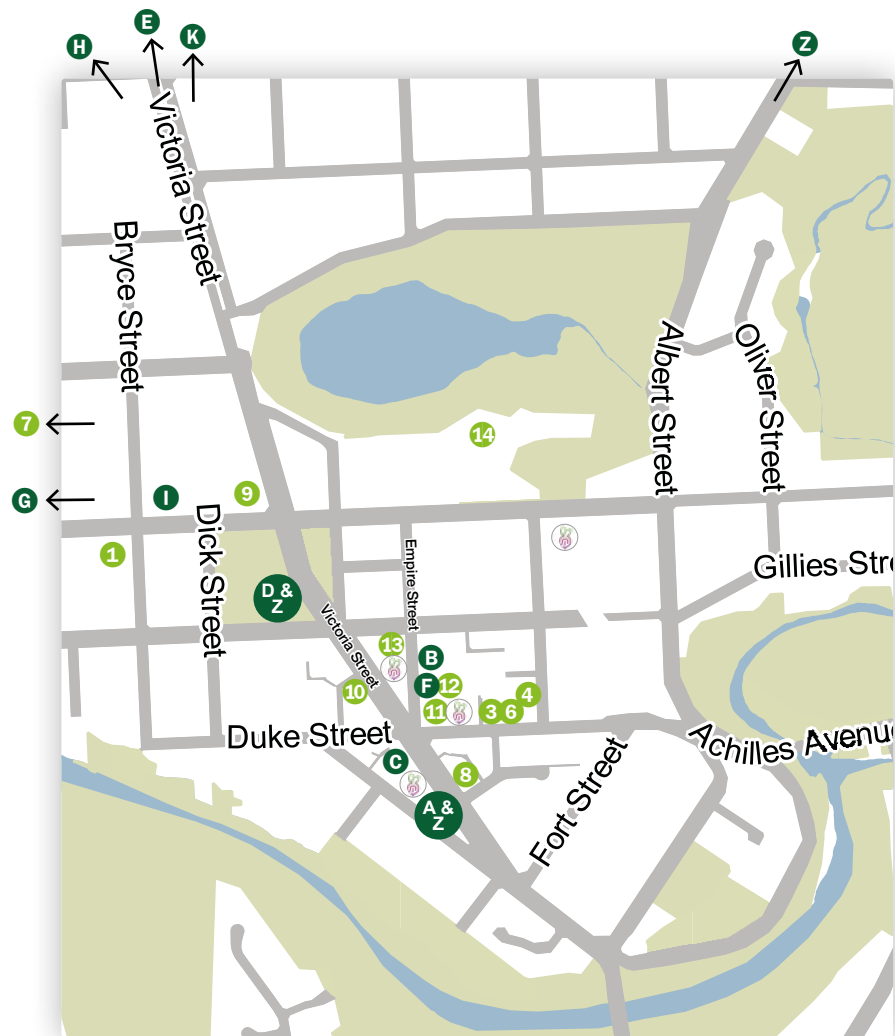 E
K
H
Z
Victoria Street
Bryce Street
Albert Street
Oliver Street
7
14
G
I
9
Dick Street
1
Empire Street
Gillies Stre
D &
Z
Victoria Street
13
B
F
12
10
4
11
3
6
Duke Street
Achilles Avenu
C
8
Fort Street
A &
Z